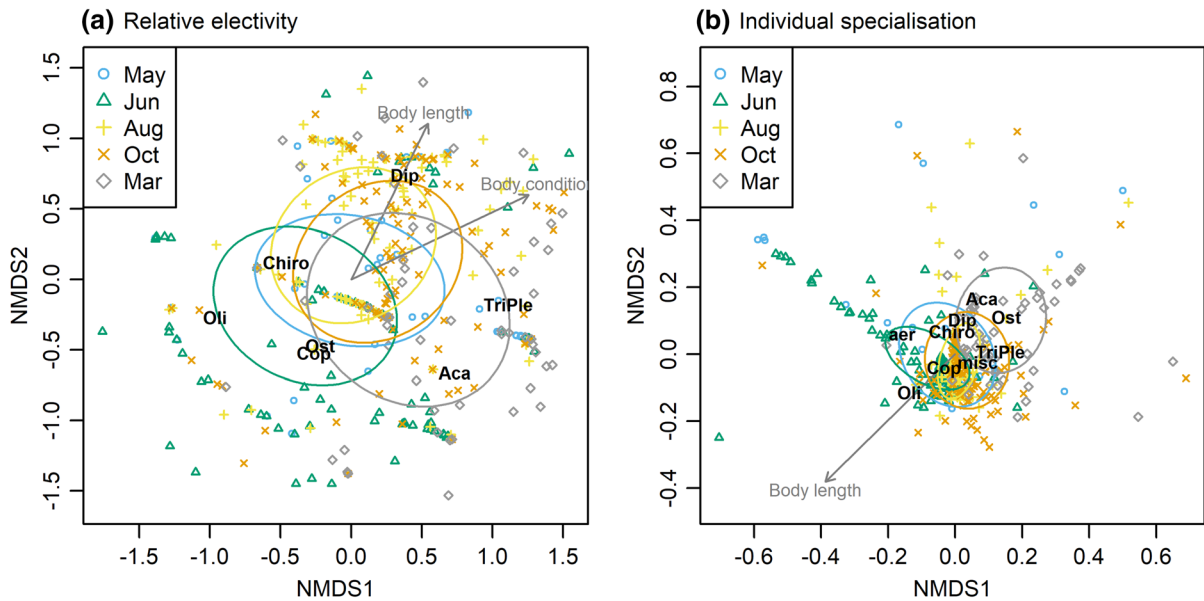 (a) Relative electivity
May
Jun
Aug
Oct
Mar
Body length
Body condition
Dip
Chiro
Oli
TriPle
Ost
Cop
Aca
1.5
1.0
0.5
0.0
-0.5
-1.0
-1.5
NMDS2
-1.5 -1.0 -0.5 0.0 0.5 1.0 1.5
NMDS1
(b) Individual specialisation
May
Jun
Aug
Oct
Mar
Aca
Ost
Dip
Chiro
aer
TriPle
misc
Cop
Oli
Body length
0.8
0.6
0.4
0.2
0.0
-0.2
-0.4
NMDS2
-0.6 -0.4 -0.2 0.0 0.2 0.4 0.6
NMDS1